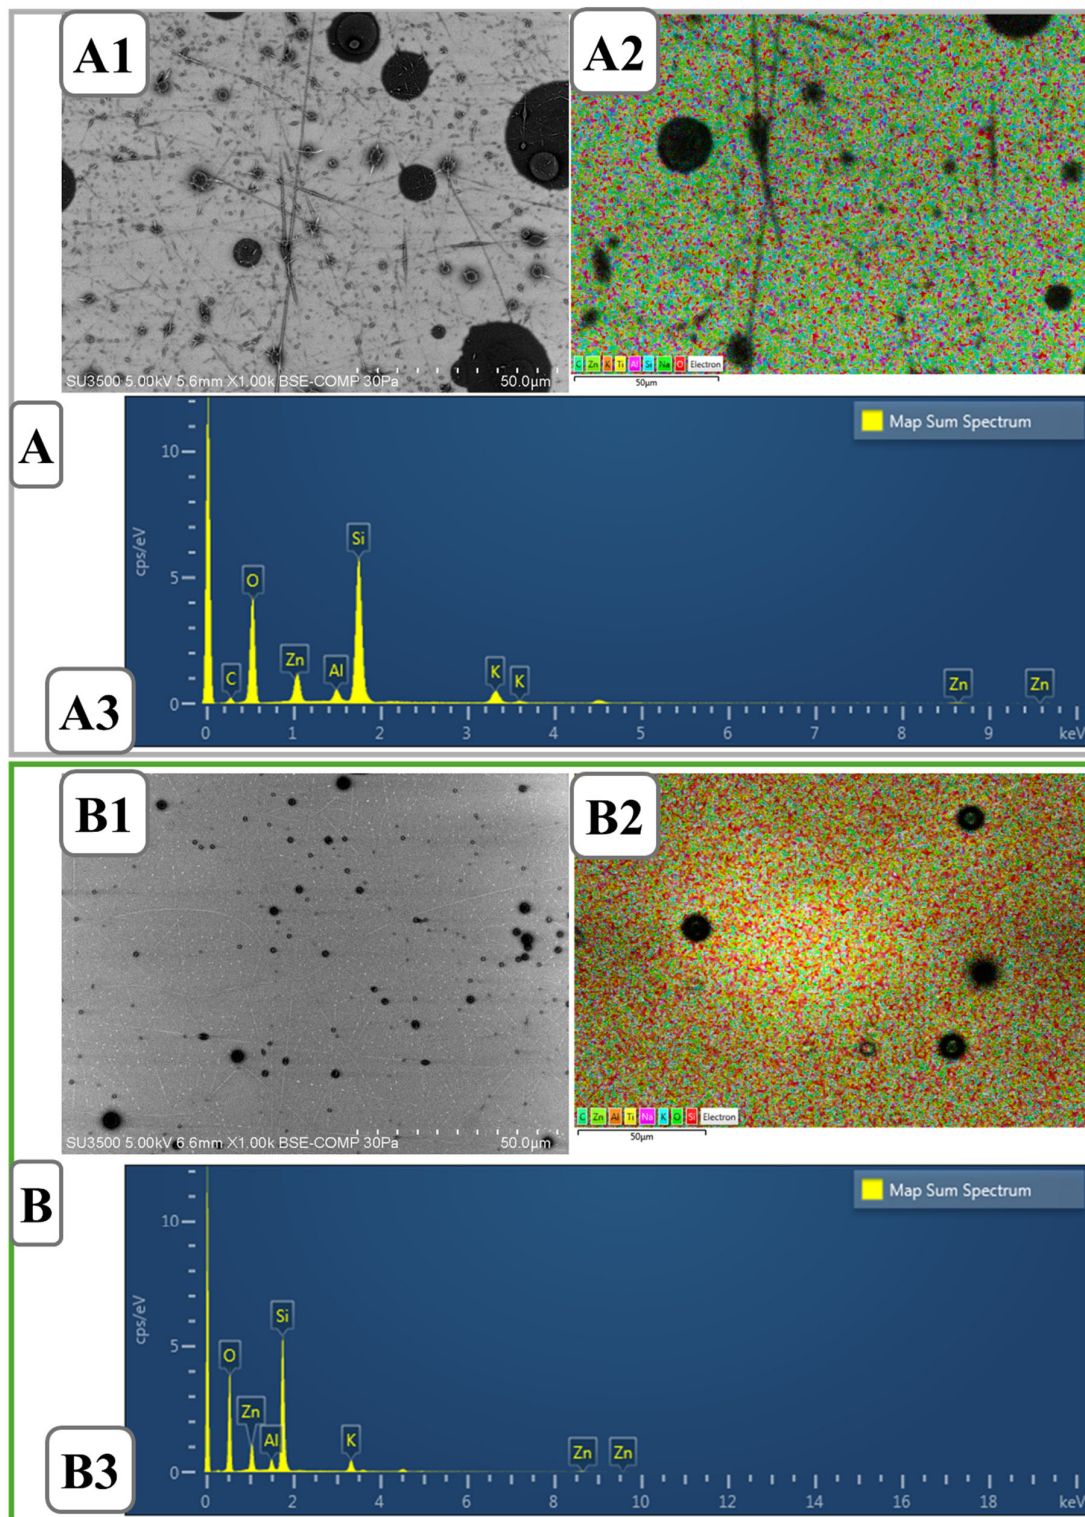 A1
A2
SU3500 5.00kV 5.6mm X1.00k BSE-COMP 30Pa 50.0µm
C Zn K Ti Al Si Na O Electron
50µm
A
Map Sum Spectrum
10
cps/eV
Si
5
O
Zn
Al
K
C
K
Zn
Zn
0
A3
0 1 2 3 4 5 6 7 8 9 keV
B1
B2
SU3500 5.00kV 6.6mm X1.00k BSE-COMP 30Pa 50.0µm
C Zn Al Ti Na K O Si Electron
50µm
B
Map Sum Spectrum
10
cps/eV
Si
5
O
Zn
Al
K
Zn
Zn
0
B3
0 2 4 6 8 10 12 14 16 18 keV